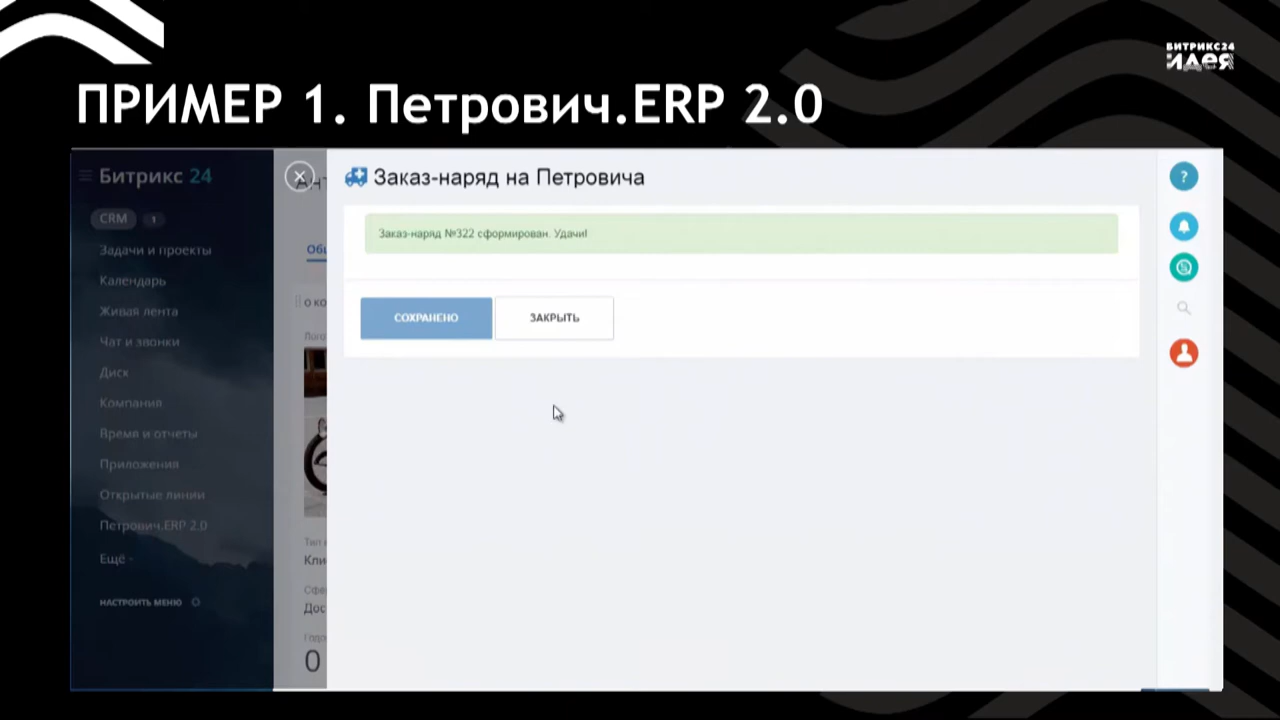 БИТРИКС24
ИДЕЯ
ПРИМЕР 1. Петрович.ERP 2.0
Битрикс 24
CRM 1
Задачи и проекты
Календарь
Живая лента
Чат и звонки
Диск
Компания
Время и отчеты
Приложения
Открытые линии
Петрович.ERP 2.0
Ещё -
НАСТРОИТЬ МЕНЮ
Заказ-наряд на Петровича
Заказ-наряд №322 сформирован. Удачи!
СОХРАНЕНО
ЗАКРЫТЬ
?
0